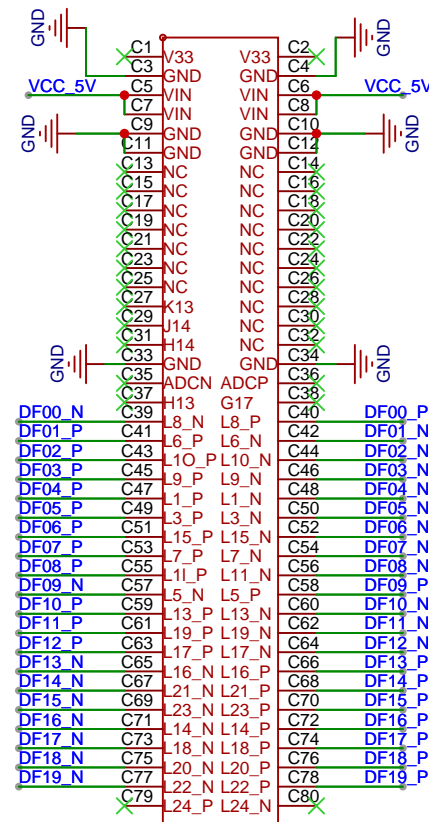 GND GND
C1 V33 C2
C3 GND GND C4
VCC_5V C5 VIN VIN C6 VCC_5V
C7 VIN VIN C8
GND C9 GND GND C10 GND
C11 GND GND C12
C13 NC NC C14
C15 NC NC C16
C17 NC NC C18
C19 NC NC C20
C21 NC NC C22
C23 NC NC C24
C25 NC NC C26
C27 K13 NC C28
C29 J14 NC C30
C31 H14 NC C32
GND C33 GND GND C34 GND
C35 ADCN ADCP C36
C37 H13 G17 C38
DF00_N C39 L8_N L8_P C40 DF00_P
DF01_P C41 L6_P L6_N C42 DF01_N
DF02_P C43 L1O_P L10_N C44 DF02_N
DF03_P C45 L9_P L9_N C46 DF03_N
DF04_P C47 L1_P L1_N C48 DF04_N
DF05_P C49 L3_P L3_N C50 DF05_N
DF06_P C51 L15_P L15_N C52 DF06_N
DF07_P C53 L7_P L7_N C54 DF07_N
DF08_P C55 L1I_P L11_N C56 DF08_N
DF09_N C57 L5_N L5_P C58 DF09_P
DF10_P C59 L13_P L13_N C60 DF10_N
DF11_P C61 L19_P L19_N C62 DF11_N
DF12_P C63 L17_P L17_N C64 DF12_N
DF13_N C65 L16_N L16_P C66 DF13_P
DF14_N C67 L21_N L21_P C68 DF14_P
DF15_N C69 L23_N L23_P C70 DF15_P
DF16_N C71 L14_N L14_P C72 DF16_P
DF17_N C73 L18_N L18_P C74 DF17_P
DF18_N C75 L20_N L20_P C76 DF18_P
DF19_N C77 L22_N L22_P C78 DF19_P
C79 L24_P L24_N C80